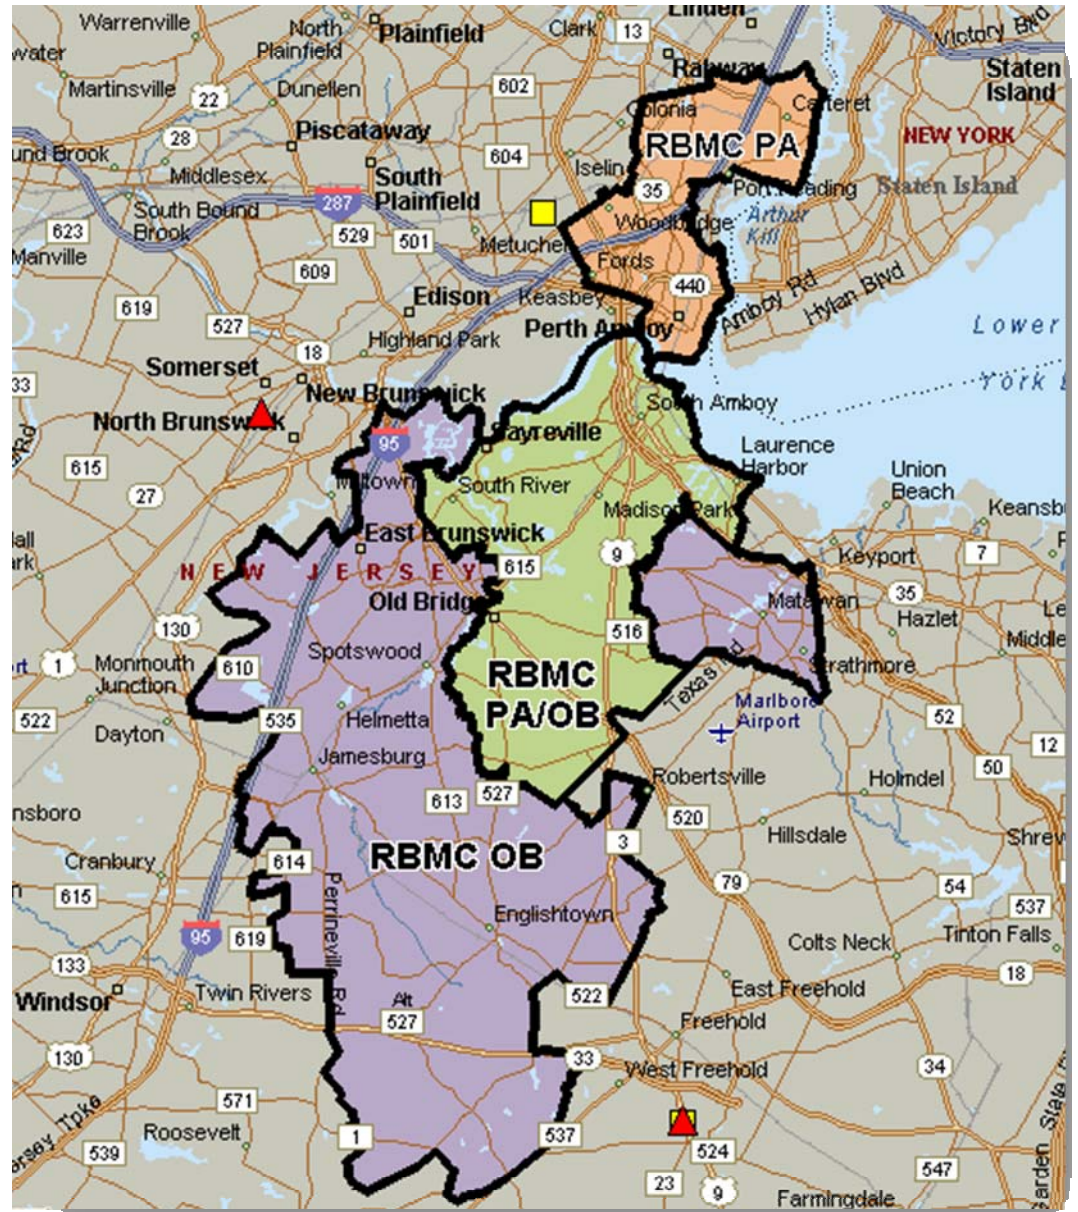 Warrenville
North
Plainfield
Plainfield
Clark
13
Linden
Victory Blvd
water
Martinsville
22
Dunellen
602
Rahway
Staten
Island
Colonia
Carteret
28
Piscataway
NEW YORK
und Brook
604
RBMC PA
Middlesex
South
Plainfield
Iselin
35
Port Reading
Staten Island
287
South Bound
Brook
623
529
501
Metuchen
Woodbridge
Arthur
Kill
Manville
609
Fords
440
Amboy Rd
Hylan Blvd
619
Edison
Keasbey
527
Perth Amboy
Lower
18
Highland Park
Somerset
33
New Brunswick
York
North Brunswick
South Amboy
95
Sayreville
Laurence
Harbor
615
27
Milltown
South River
Union
Beach
Madison Park
Keansb
East Brunswick
9
Keyport
7
NEW JERSEY
615
35
Old Bridge
Matawan
Hazlet
130
516
Middle
rt
1
Monmouth
Junction
610
Spotswood
RBMC
PA/OB
Texas Rd
Strathmore
522
535
Helmetta
Marlboro
Airport
52
Dayton
12
Jamesburg
50
613
527
Robertsville
Holmdel
nsboro
520
3
Hillsdale
Shrew
Cranbury
614
RBMC OB
615
Perrineville Rd
79
54
537
Englishtown
95
619
Colts Neck
Tinton Falls
133
18
Windsor
Twin Rivers
Alt
527
522
East Freehold
Freehold
130
33
West Freehold
34
571
ersey Tpke
Roosevelt
1
537
539
524
547
23
9
Farmingdale
Garden State